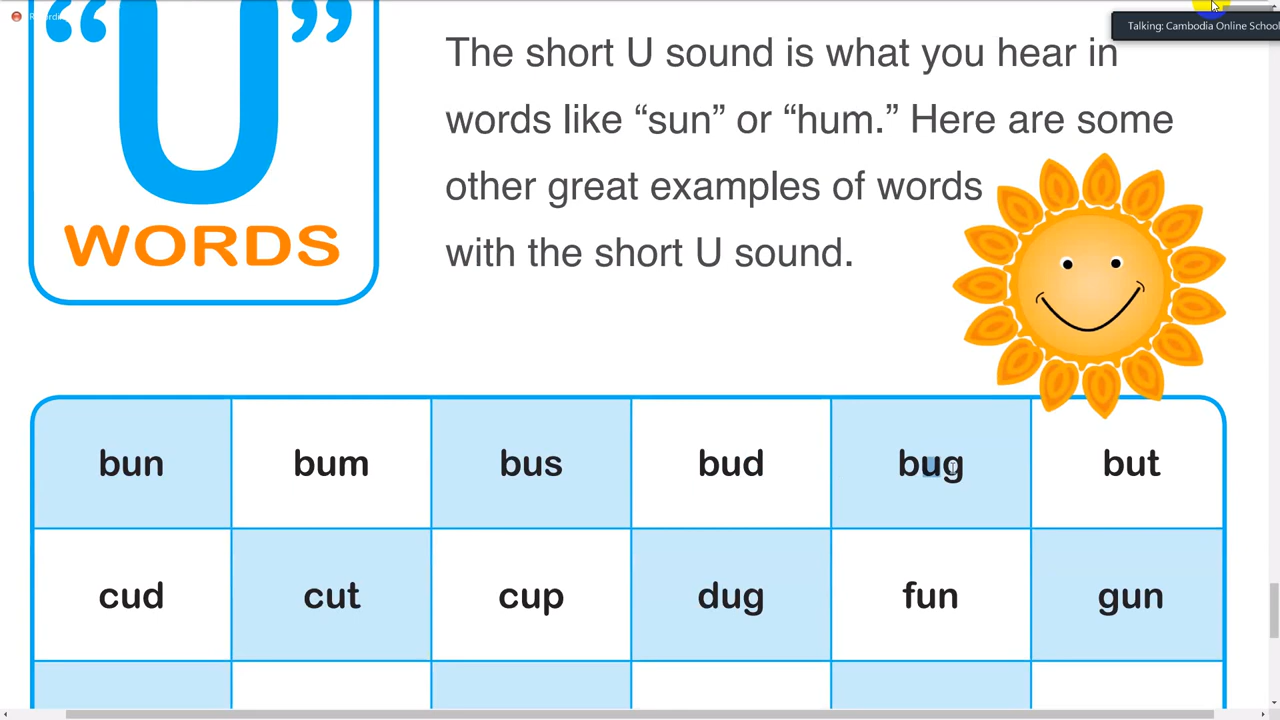 “U”
WORDS
The short U sound is what you hear in
words like “sun” or “hum.” Here are some
other great examples of words
with the short U sound.
Talking: Cambodia Online School
bun bum bus bud bug but
cud cut cup dug fun gun